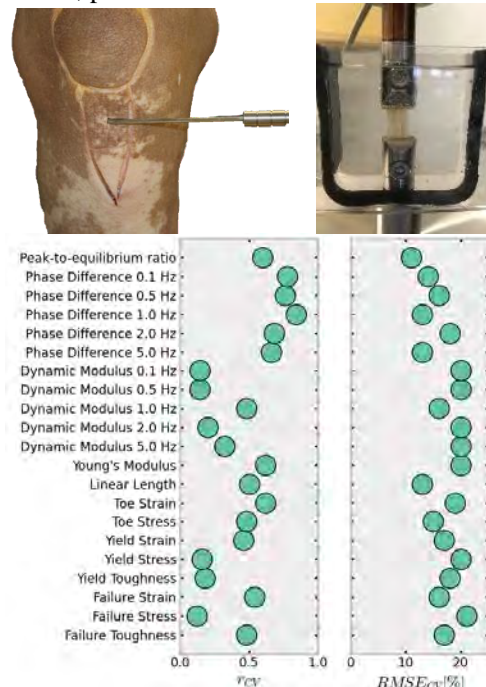 Peak-to-equilibrium ratio
Phase Difference 0.1 Hz
Phase Difference 0.5 Hz
Phase Difference 1.0 Hz
Phase Difference 2.0 Hz
Phase Difference 5.0 Hz
Dynamic Modulus 0.1 Hz
Dynamic Modulus 0.5 Hz
Dynamic Modulus 1.0 Hz
Dynamic Modulus 2.0 Hz
Dynamic Modulus 5.0 Hz
Young's Modulus
Linear Length
Toe Strain
Toe Stress
Yield Strain
Yield Stress
Yield Toughness
Failure Strain
Failure Stress
Failure Toughness
0.0 0.5 1.0 0 10 20
rCV RMSECV[%]